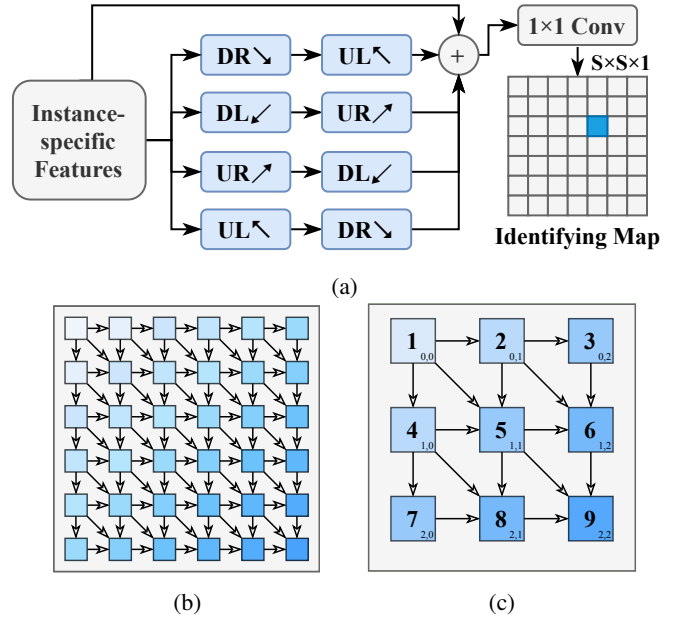 DR↘ UL↖ + 1×1 Conv
S×S×1
Instance-
specific
Features
DL↙ UR↗
UR↗ DL↙
UL↖ DR↘
Identifying Map
(a)
1 0,0 2 0,1 3 0,2
4 1,0 5 1,1 6 1,2
7 2,0 8 2,1 9 2,2
(b) (c)